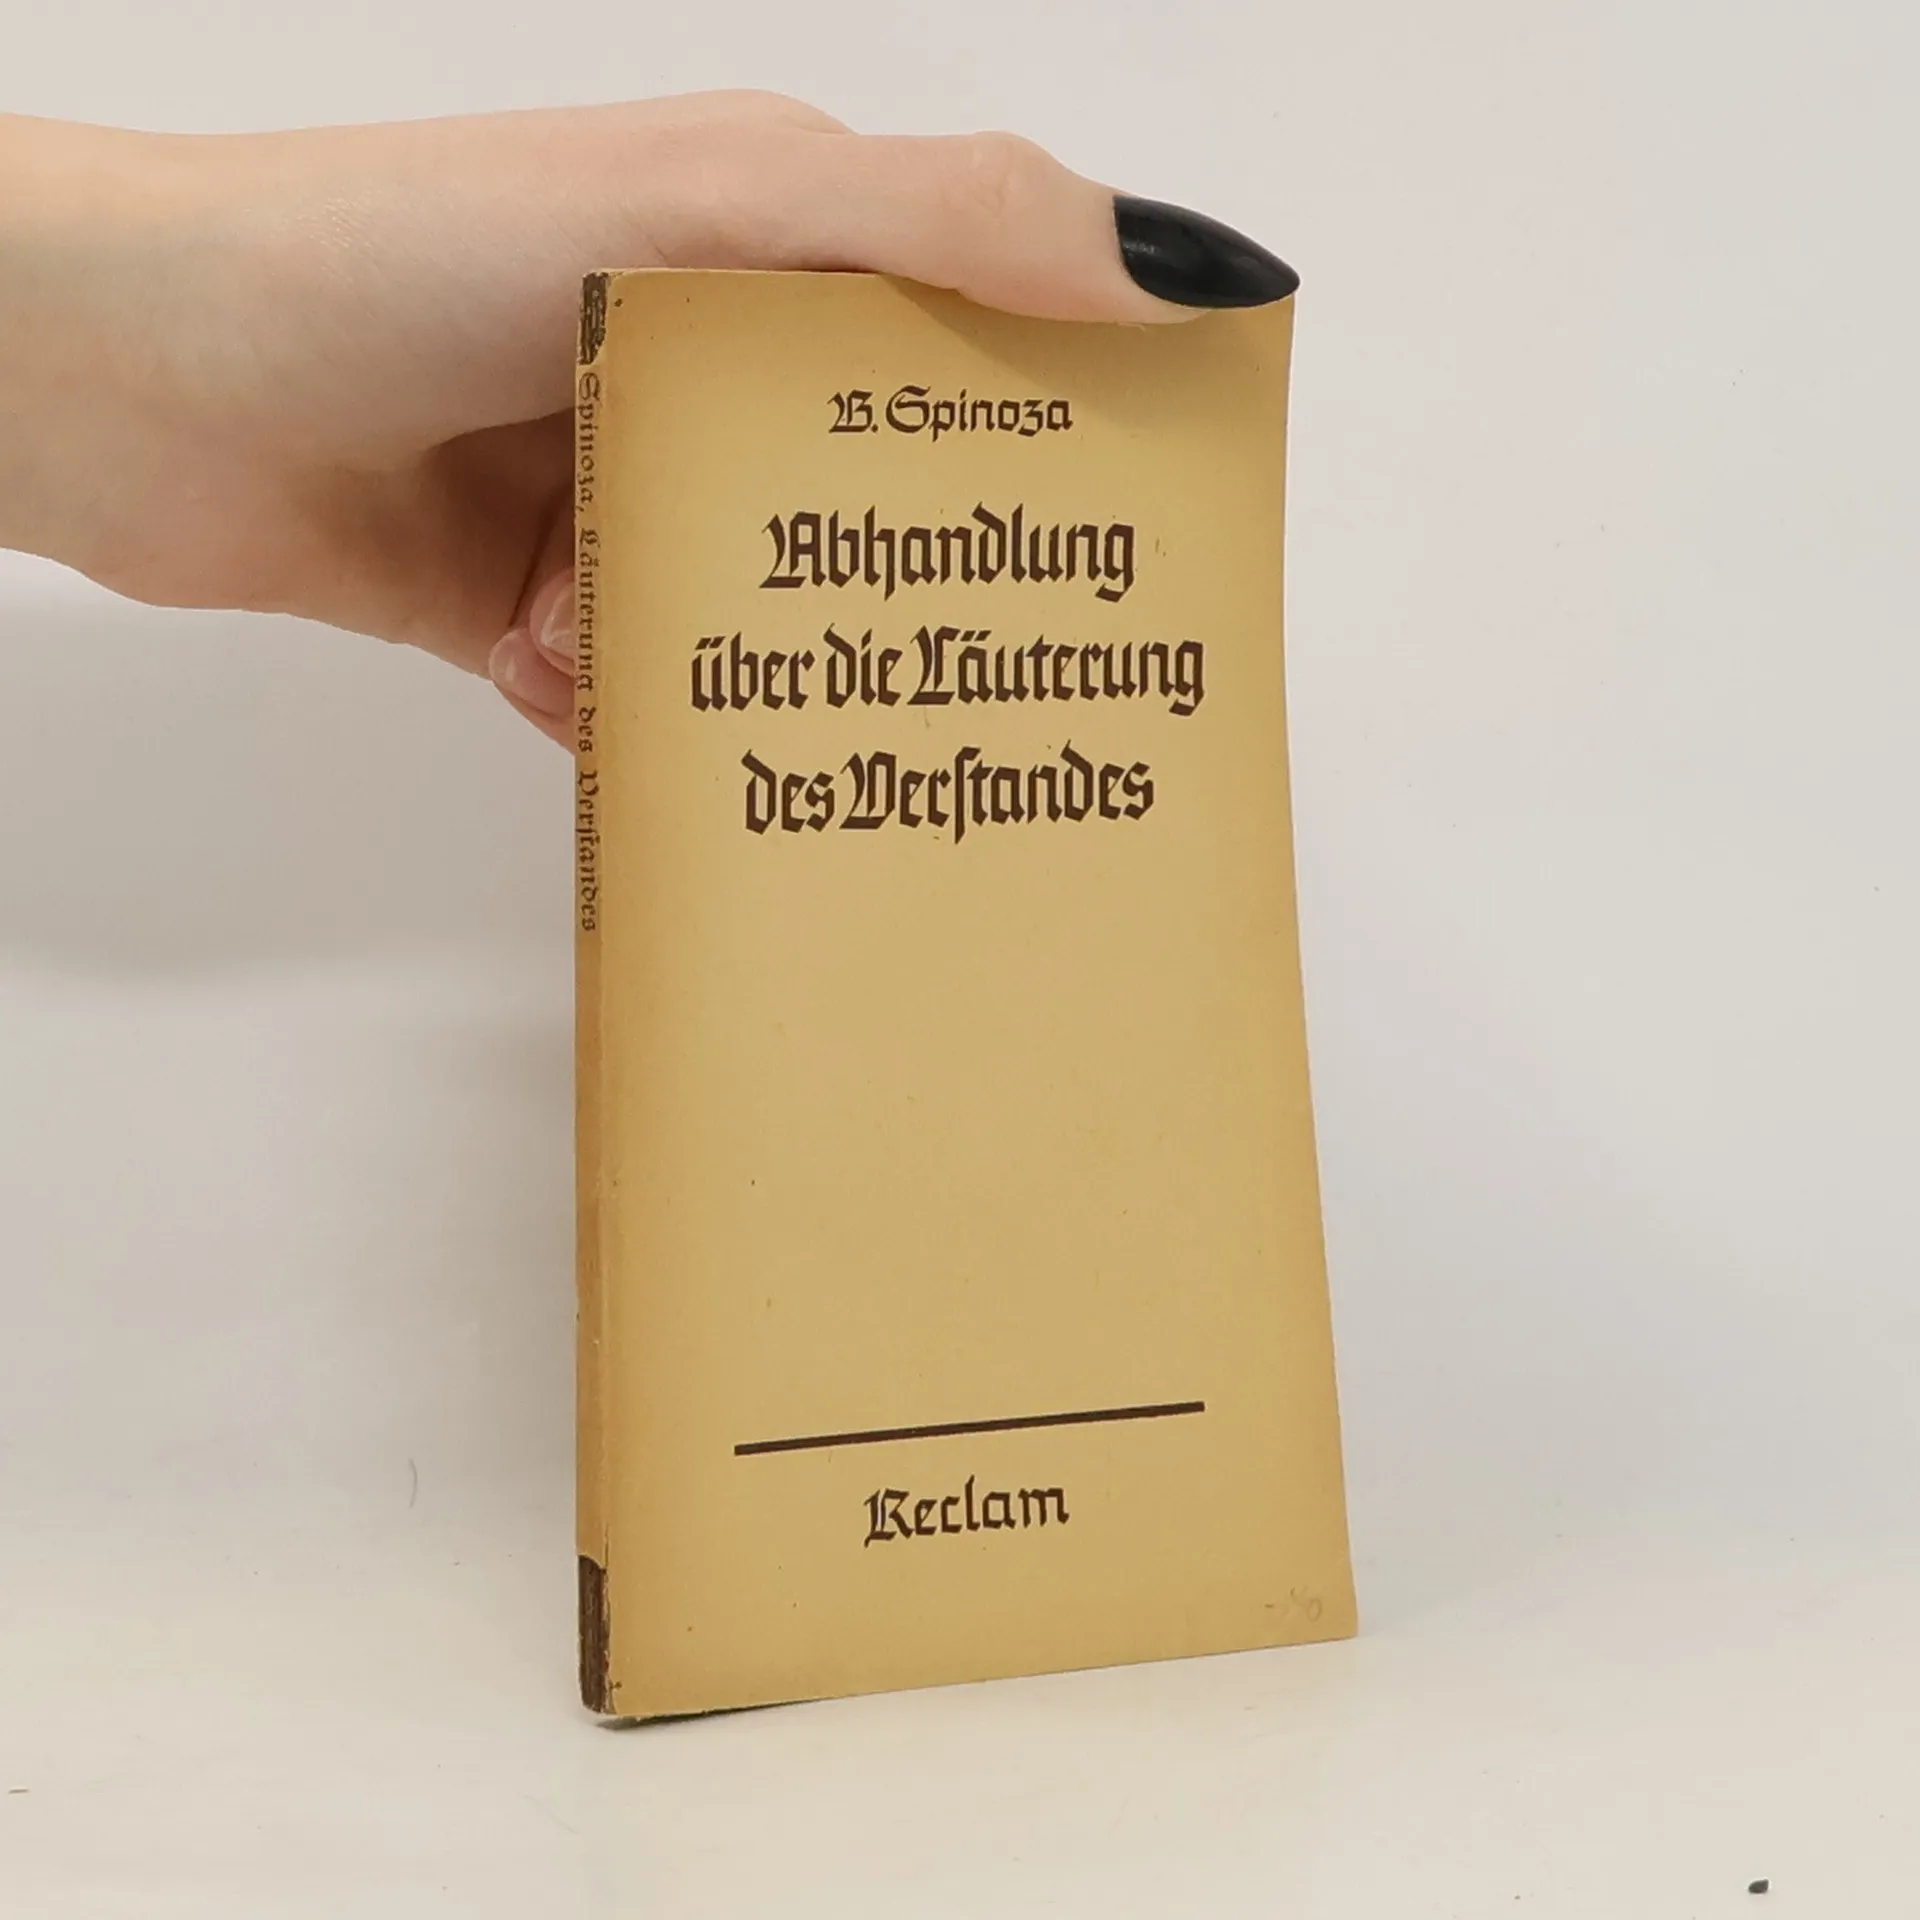 B. Spinoza
Abhandlung
über die Läuterung
des Verſtandes
Reclam
Spinoza, Läuterung des Verſtandes